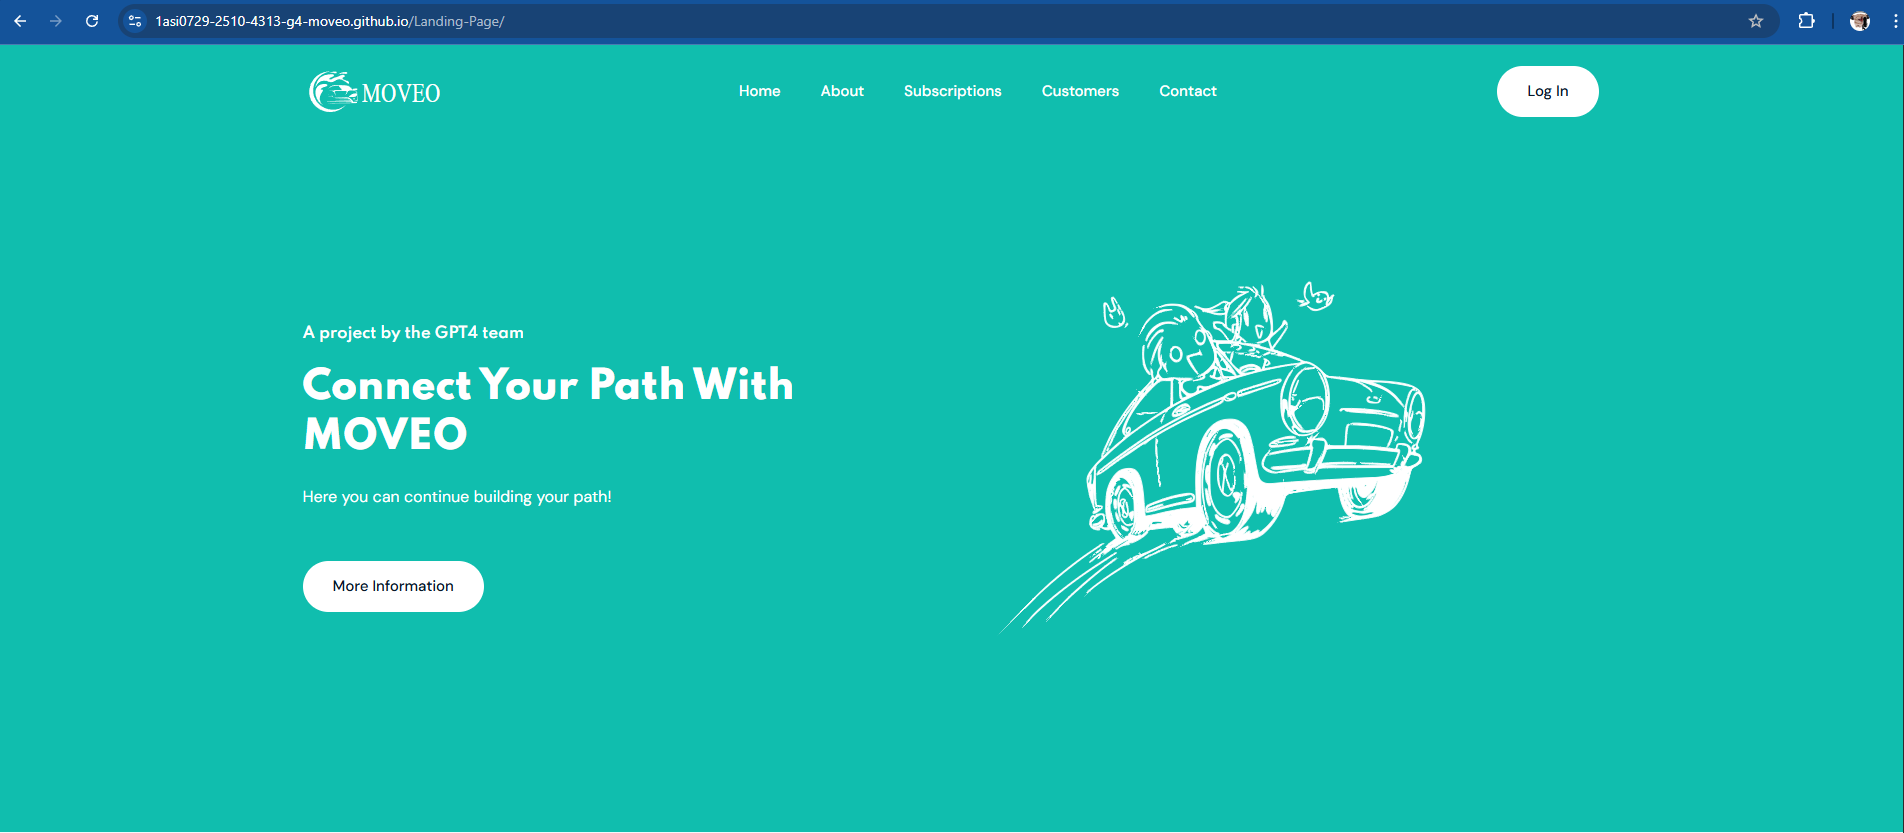 1asi0729-2510-4313-g4-moveo.github.io/Landing-Page/
MOVEO
Home
About
Subscriptions
Customers
Contact
Log In
A project by the GPT4 team
Connect Your Path With
MOVEO
Here you can continue building your path!
More Information